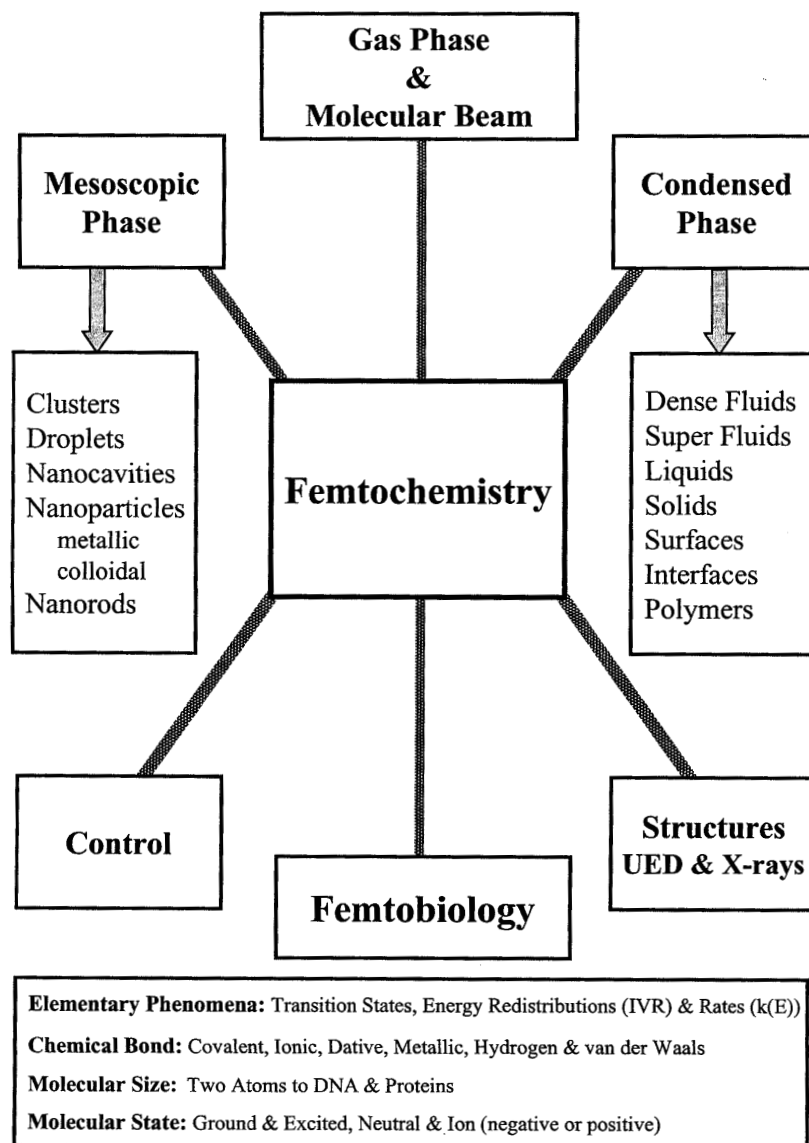 Gas Phase
&
Molecular Beam
Mesoscopic
Phase
Condensed
Phase
Clusters
Droplets
Nanocavities
Nanoparticles
metallic
colloidal
Nanorods
Femtochemistry
Dense Fluids
Super Fluids
Liquids
Solids
Surfaces
Interfaces
Polymers
Control
Femtobiology
Structures
UED & X-rays
Elementary Phenomena: Transition States, Energy Redistributions (IVR) & Rates (k(E))
Chemical Bond: Covalent, Ionic, Dative, Metallic, Hydrogen & van der Waals
Molecular Size: Two Atoms to DNA & Proteins
Molecular State: Ground & Excited, Neutral & Ion (negative or positive)